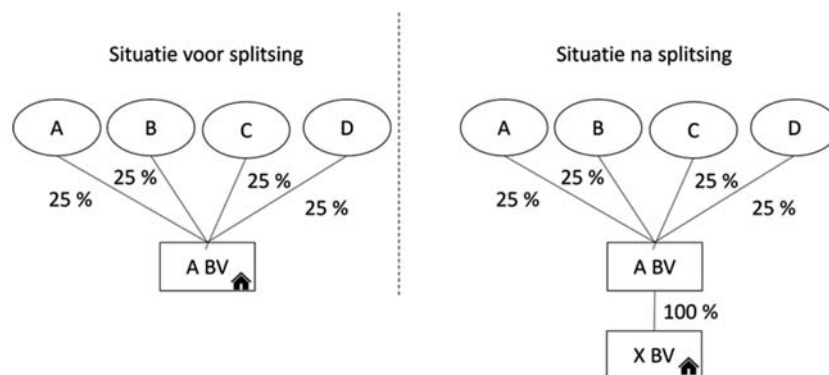 Situatie voor splitsing
A
B
C
D
25 %
25 %
25 %
25 %
A BV
Situatie na splitsing
A
B
C
D
25 %
25 %
25 %
25 %
A BV
100 %
X BV